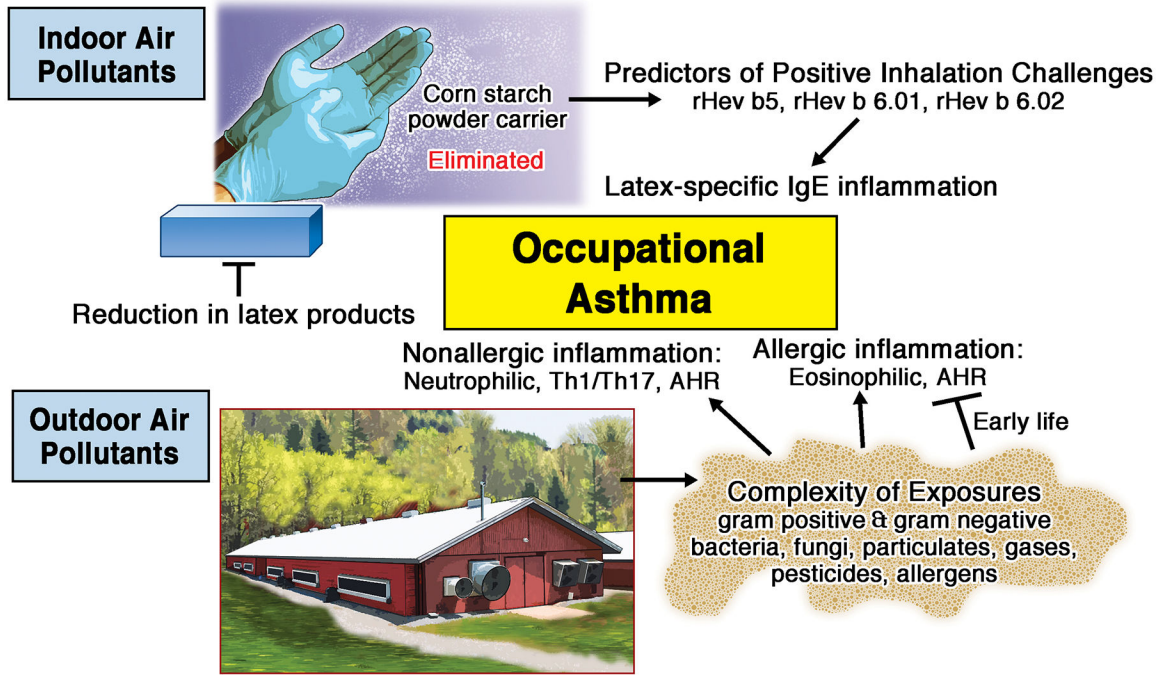 Indoor Air
Pollutants
Corn starch
powder carrier
Eliminated
Predictors of Positive Inhalation Challenges
rHev b5, rHev b 6.01, rHev b 6.02
Latex-specific IgE inflammation
Reduction in latex products
Occupational
Asthma
Nonallergic inflammation:
Neutrophilic, Th1/Th17, AHR
Allergic inflammation:
Eosinophilic, AHR
Early life
Outdoor Air
Pollutants
Complexity of Exposures
gram positive & gram negative
bacteria, fungi, particulates, gases,
pesticides, allergens